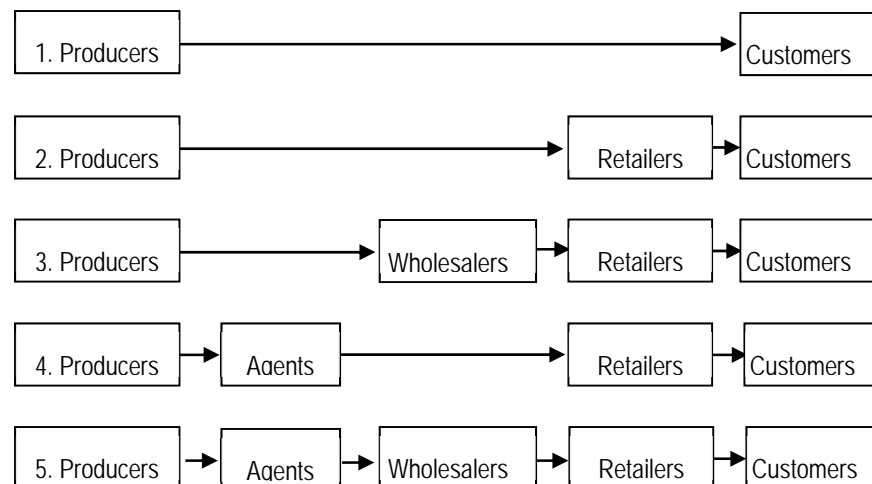 1. Producers Customers
2. Producers Retailers Customers
3. Producers Wholesalers Retailers Customers
4. Producers Agents Retailers Customers
5. Producers Agents Wholesalers Retailers Customers